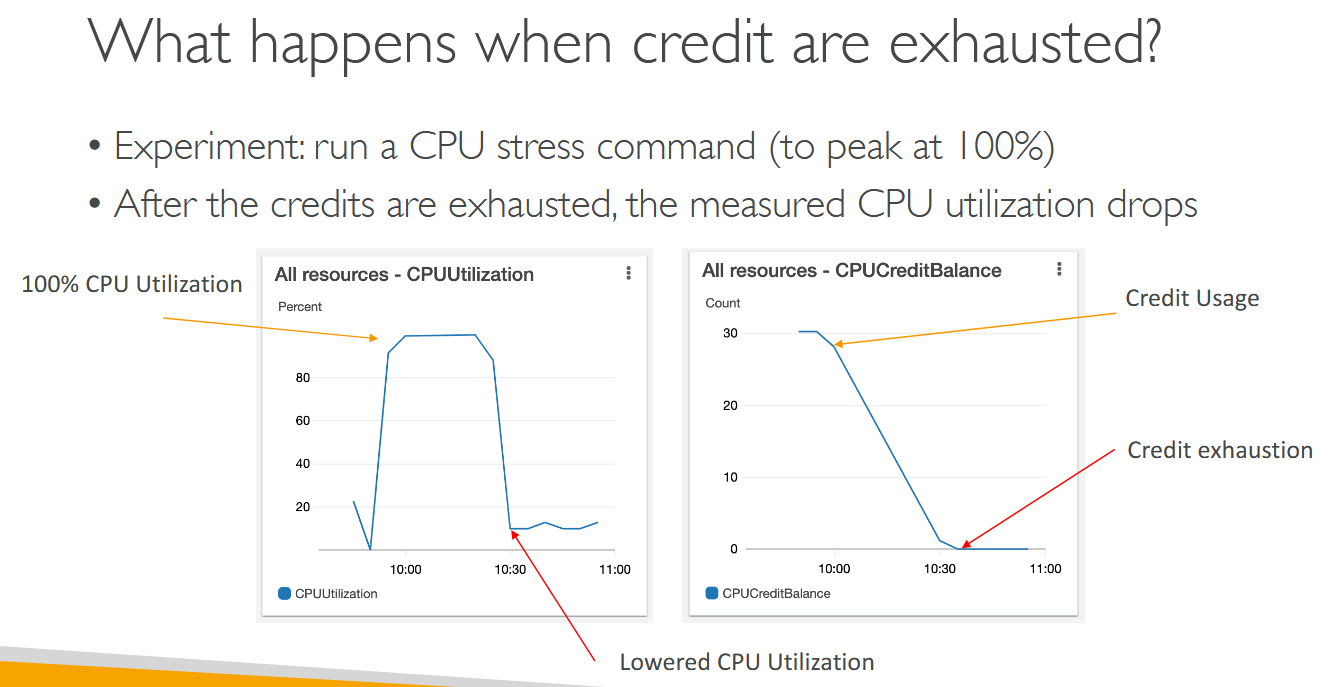 What happens when credit are exhausted?
• Experiment: run a CPU stress command (to peak at 100%)
• After the credits are exhausted, the measured CPU utilization drops
100% CPU Utilization
All resources - CPUUtilization
Percent
80
60
40
20
10:00
10:30
11:00
CPUUtilization
Lowered CPU Utilization
All resources - CPUCreditBalance
Count
30
20
10
0
10:00
10:30
11:00
CPUCreditBalance
Credit Usage
Credit exhaustion